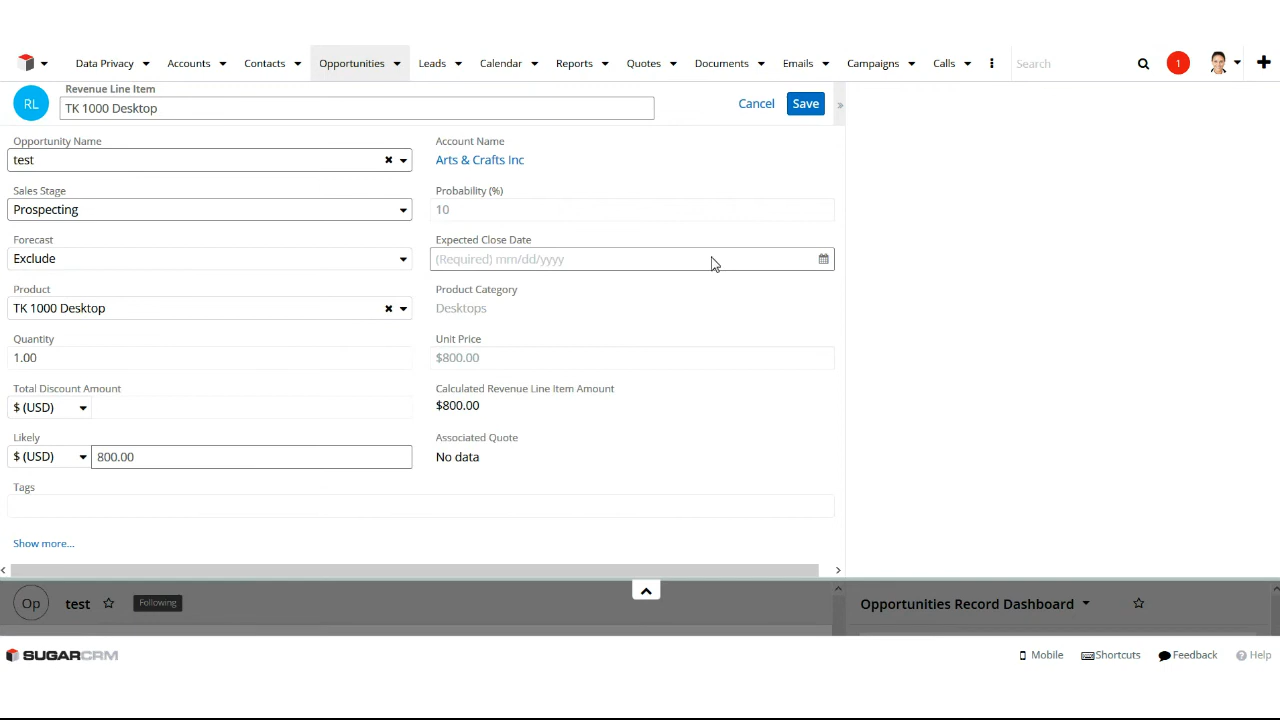 Data Privacy Accounts Contacts Opportunities Leads Calendar Reports Quotes Documents Emails Campaigns Calls Search 1
Revenue Line Item
RL TK 1000 Desktop Cancel Save »
Opportunity Name Account Name
test Arts & Crafts Inc
Sales Stage Probability (%)
Prospecting 10
Forecast Expected Close Date
Exclude (Required) mm/dd/yyyy
Product Product Category
TK 1000 Desktop Desktops
Quantity Unit Price
1.00 $800.00
Total Discount Amount Calculated Revenue Line Item Amount
$ (USD) $800.00
Likely Associated Quote
$ (USD) 800.00 No data
Tags
Show more...
Op test Following Opportunities Record Dashboard
SUGARCRM Mobile Shortcuts Feedback Help